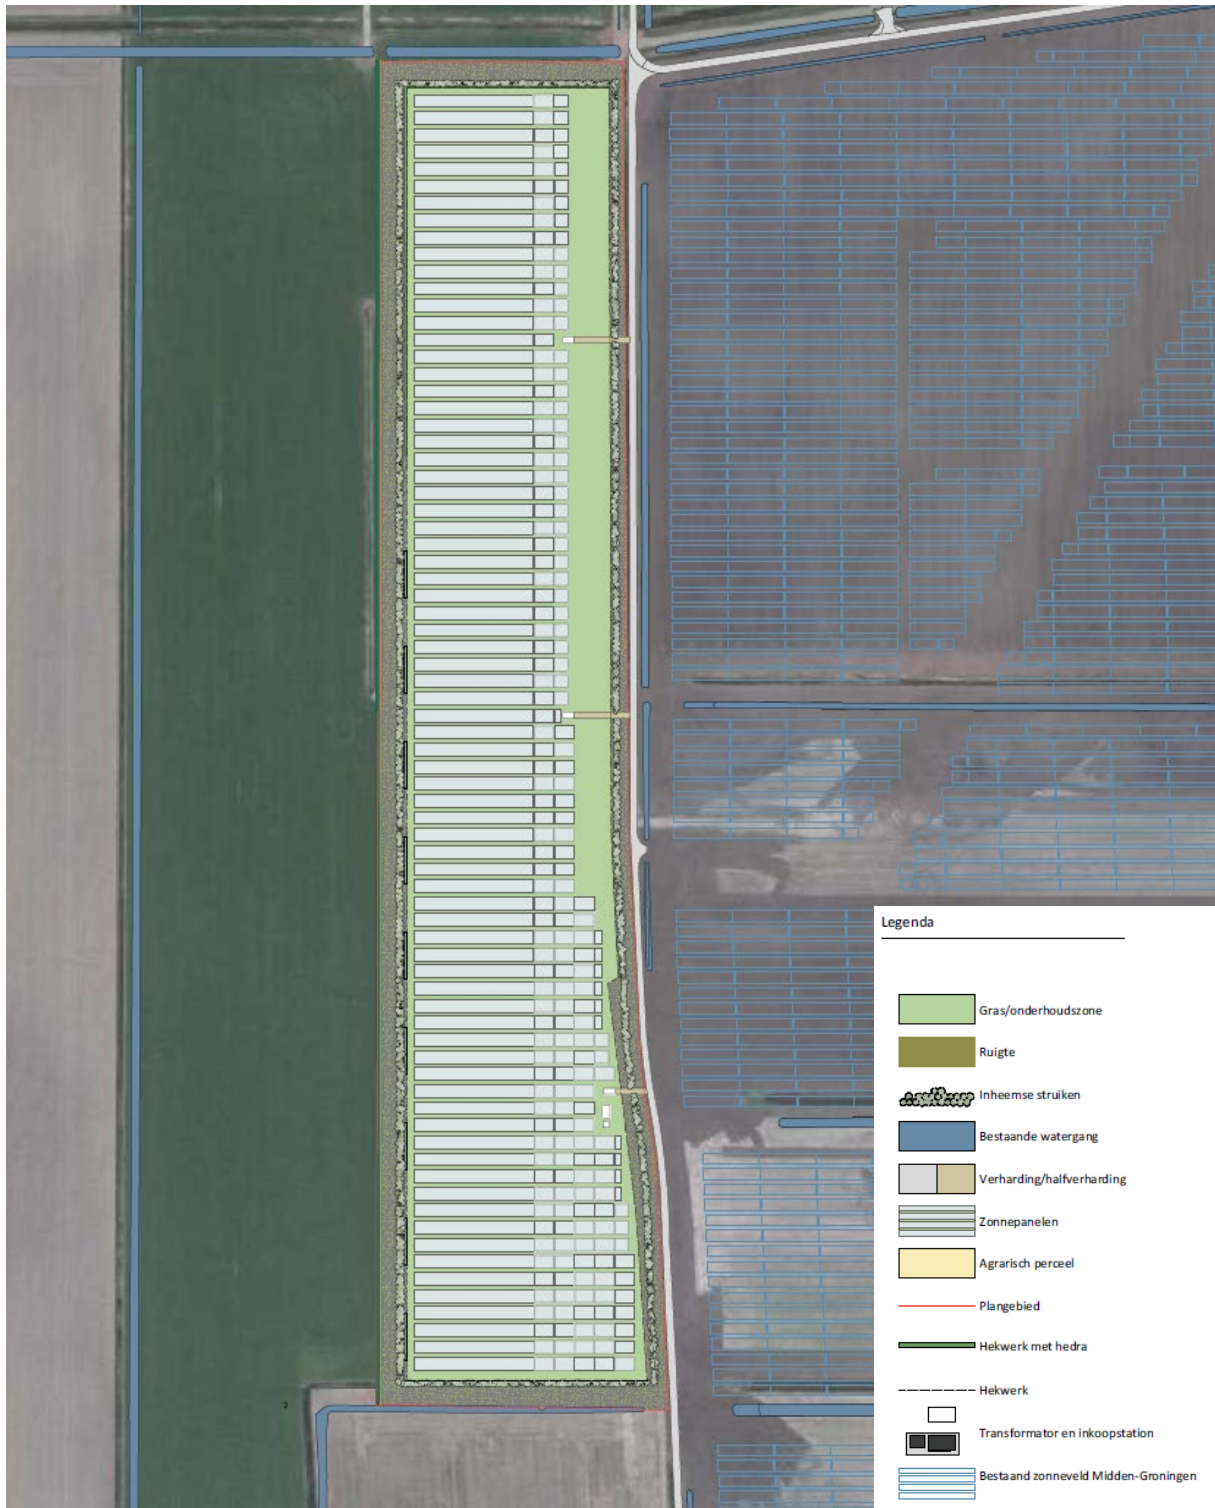 Legenda
Gras/onderhoudszone
Ruigte
Inheemse struiken
Bestaande watergang
Verharding/halfverharding
Zonnepanelen
Agrarisch perceel
Plangebied
Hekwerk met hedra
Hekwerk
Transformator en inkoopstation
Bestaand zonneveld Midden-Groningen